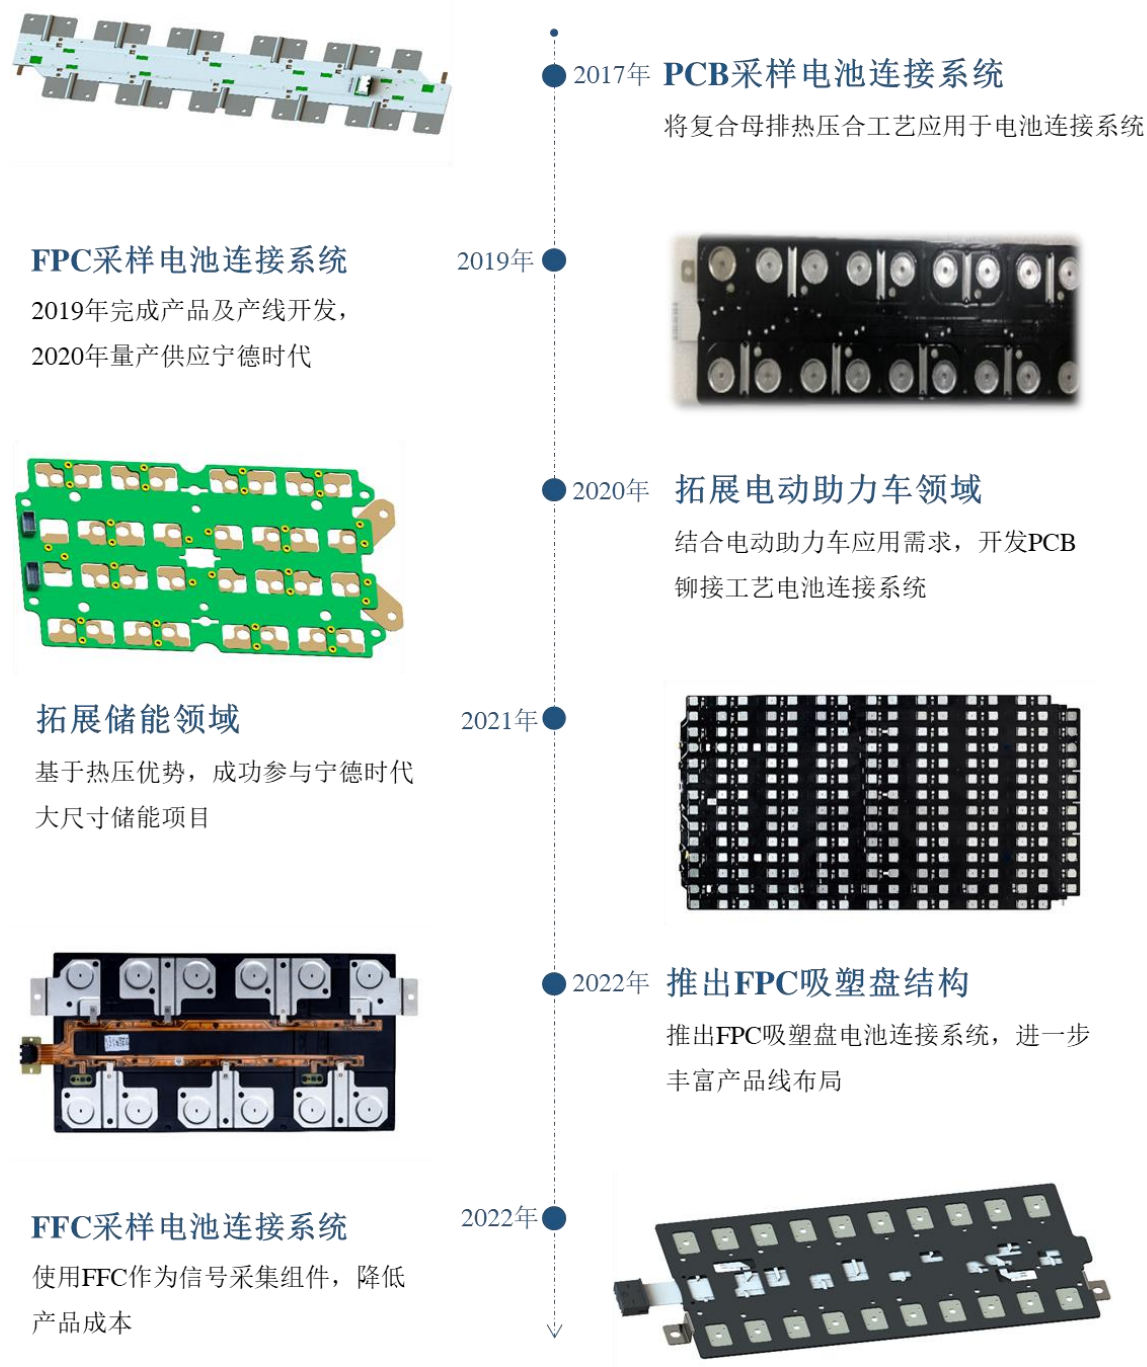 2017年 PCB采样电池连接系统
将复合母排热压合工艺应用于电池连接系统
FPC采样电池连接系统 2019年
2019年完成产品及产线开发，
2020年量产供应宁德时代
2020年 拓展电动助力车领域
结合电动助力车应用需求，开发PCB
铆接工艺电池连接系统
拓展储能领域 2021年
基于热压优势，成功参与宁德时代
大尺寸储能项目
2022年 推出FPC吸塑盘结构
推出FPC吸塑盘电池连接系统，进一步
丰富产品线布局
FFC采样电池连接系统 2022年
使用FFC作为信号采集组件，降低
产品成本